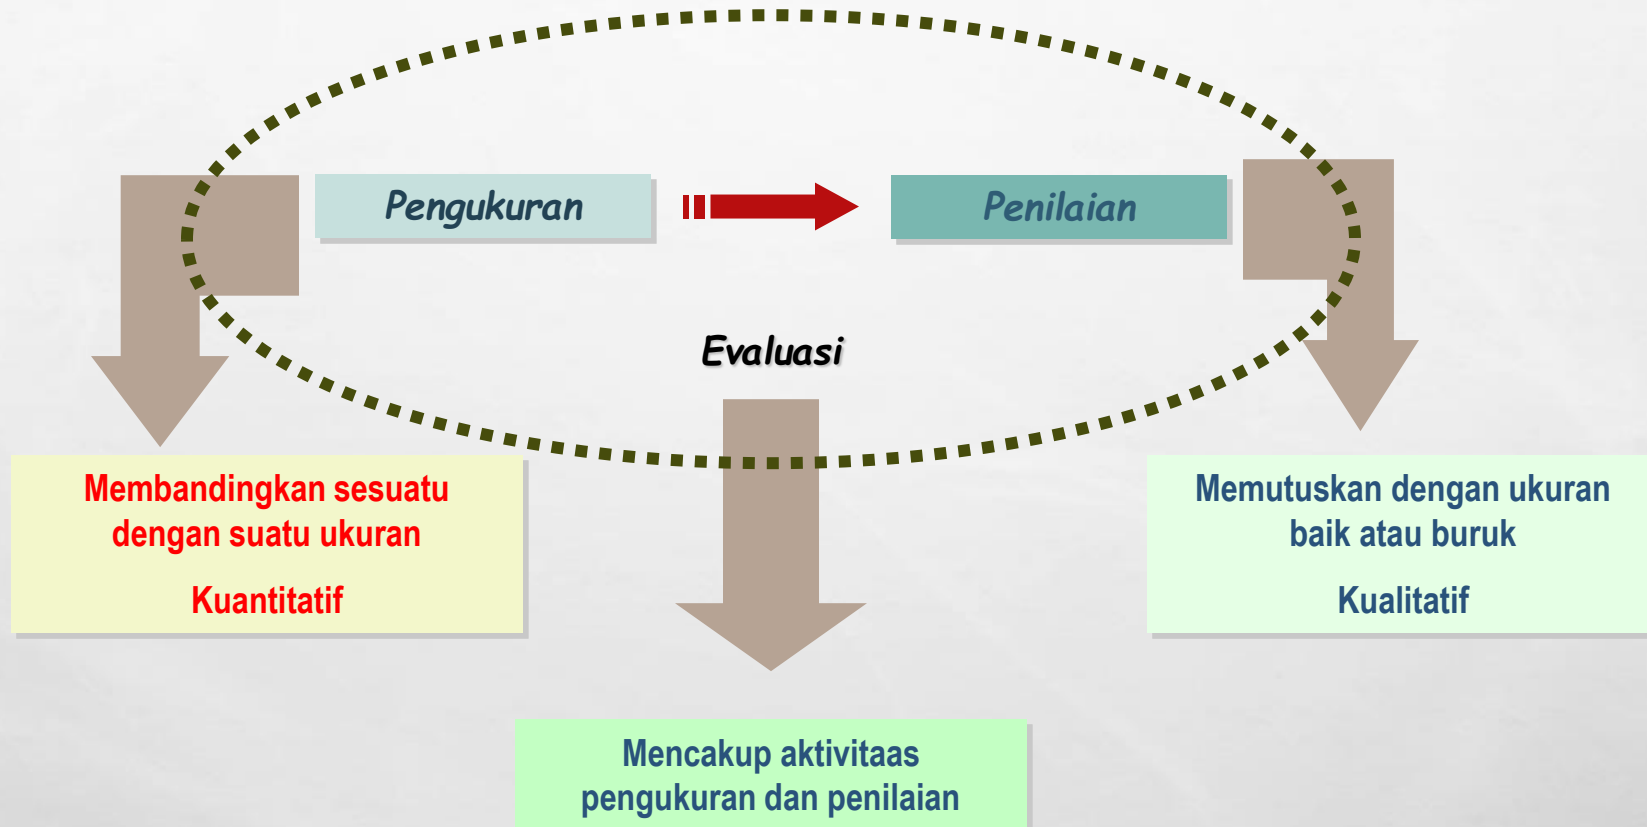 Pengukuran
Penilaian
Evaluasi
Membandingkan sesuatu
dengan suatu ukuran
Kuantitatif
Memutuskan dengan ukuran
baik atau buruk
Kualitatif
Mencakup aktivitaas
pengukuran dan penilaian